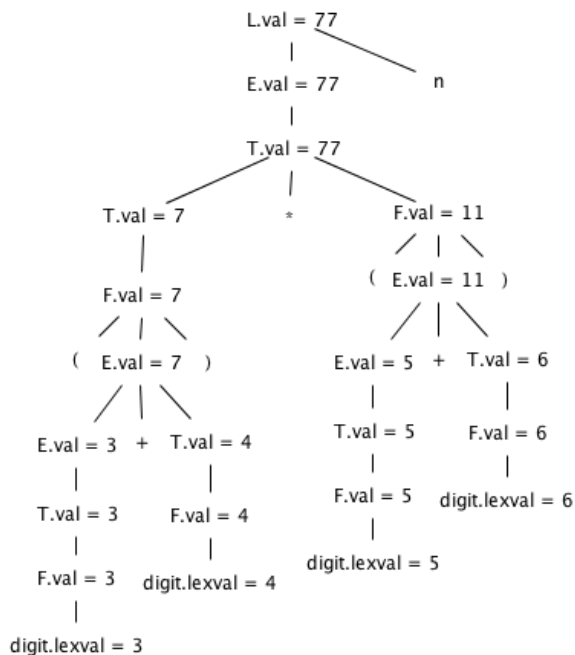 L.val = 77
E.val = 77 n
T.val = 77
T.val = 7 * F.val = 11
F.val = 7 ( E.val = 11 )
( E.val = 7 ) E.val = 5 + T.val = 6
E.val = 3 + T.val = 4 T.val = 5 F.val = 6
T.val = 3 F.val = 4 F.val = 5 digit.lexval = 6
F.val = 3 digit.lexval = 4 digit.lexval = 5
digit.lexval = 3